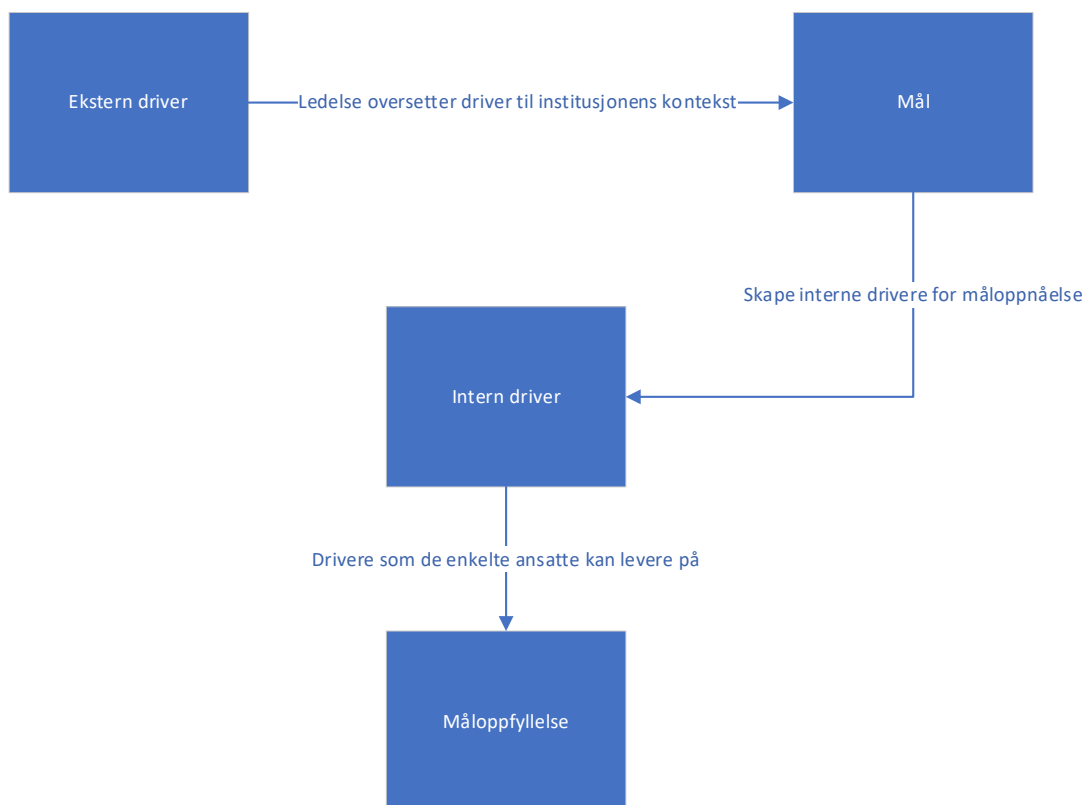 Ekstern driver
Ledelse oversetter driver til institusjonens kontekst
Mål
Skape interne drivere for måloppnåelse
Intern driver
Drivere som de enkelte ansatte kan levere på
Måloppfyllelse